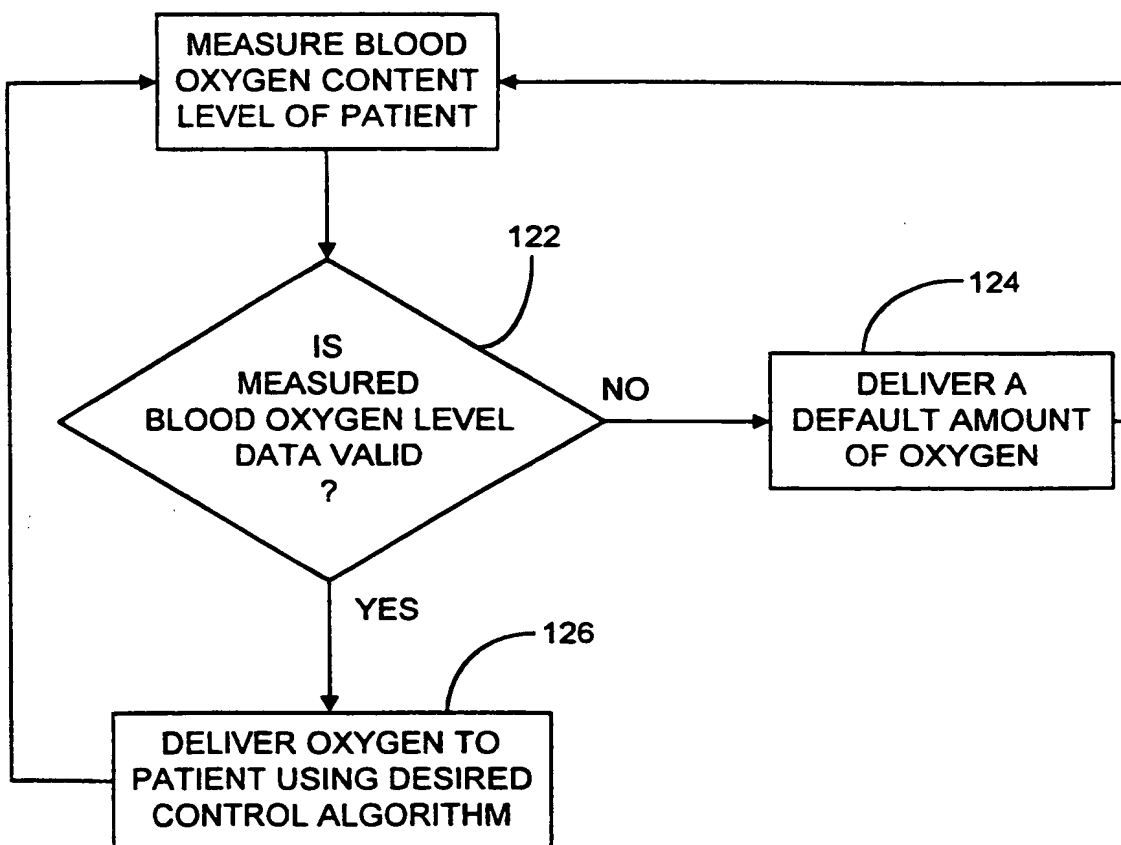 MEASURE BLOOD
OXYGEN CONTENT
LEVEL OF PATIENT
122
IS
MEASURED
BLOOD OXYGEN LEVEL
DATA VALID
?
NO
124
DELIVER A
DEFAULT AMOUNT
OF OXYGEN
YES
126
DELIVER OXYGEN TO
PATIENT USING DESIRED
CONTROL ALGORITHM